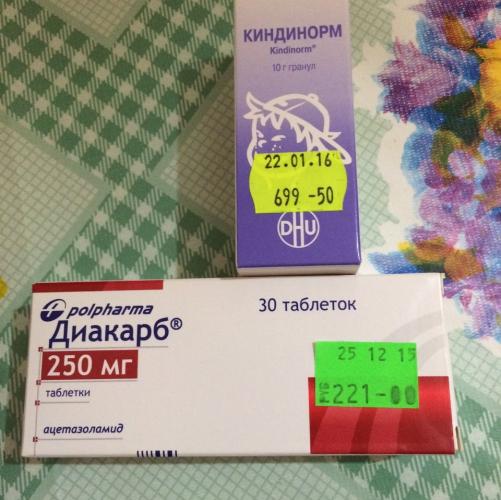 КИНДИНОРМ
Kindinorm®
10 г гранул
22.01.16
699 -50
DHU
polpharma
30 таблеток
Диакарб®
250 мг
25 12 15
221-00
таблетки
ацетазоламид